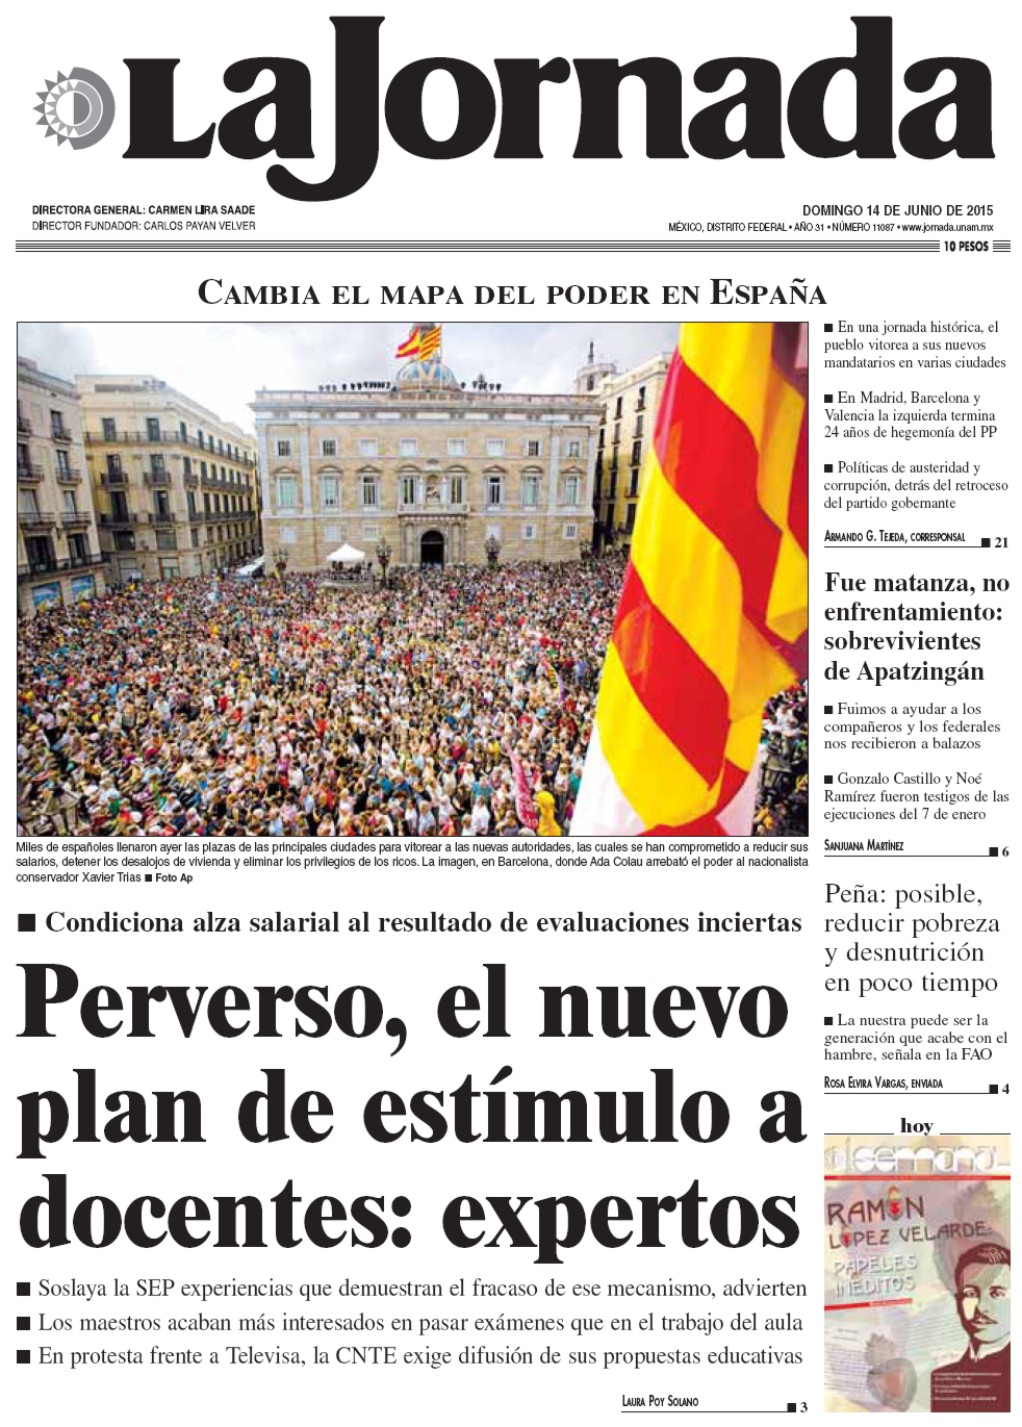 La Jornada
DIRECTORA GENERAL: CARMEN LIRA SAADE
DIRECTOR FUNDADOR: CARLOS PAYAN VELVER
DOMINGO 14 DE JUNIO DE 2015
MÉXICO, DISTRITO FEDERAL • AÑO 31 • NÚMERO 11087 • www.jornada.unam.mx
10 PESOS
CAMBIA EL MAPA DEL PODER EN ESPAÑA
■ En una jornada histórica, el
pueblo vitorea a sus nuevos
mandatarios en varias ciudades
■ En Madrid, Barcelona y
Valencia la izquierda termina
24 años de hegemonía del PP
■ Políticas de austeridad y
corrupción, detrás del retroceso
del partido gobernante
ARMANDO G. TEJEDA, CORRESPONSAL ■ 21
Miles de españoles llenaron ayer las plazas de las principales ciudades para vitorear a las nuevas autoridades, las cuales se han comprometido a reducir sus
salarios, detener los desalojos de vivienda y eliminar los privilegios de los ricos. La imagen, en Barcelona, donde Ada Colau arrebató el poder al nacionalista
conservador Xavier Trias ■ Foto Ap
Fue matanza, no
enfrentamiento:
sobrevivientes
de Apatzingán
■ Fuimos a ayudar a los
compañeros y los federales
nos recibieron a balazos
■ Gonzalo Castillo y Noé
Ramírez fueron testigos de las
ejecuciones del 7 de enero
SANJUANA MARTÍNEZ ■ 6
■ Condiciona alza salarial al resultado de evaluaciones inciertas
Perverso, el nuevo
plan de estímulo a
docentes: expertos
■ Soslaya la SEP experiencias que demuestran el fracaso de ese mecanismo, advierten
■ Los maestros acaban más interesados en pasar exámenes que en el trabajo del aula
■ En protesta frente a Televisa, la CNTE exige difusión de sus propuestas educativas
LAURA POY SOLANO ■ 3
Peña: posible,
reducir pobreza
y desnutrición
en poco tiempo
■ La nuestra puede ser la
generación que acabe con el
hambre, señala en la FAO
ROSA ELVIRA VARGAS, ENVIADA ■ 4
hoy
semanal
RAMÓN
LÓPEZ VELARDE:
PAPELES
INÉDITOS